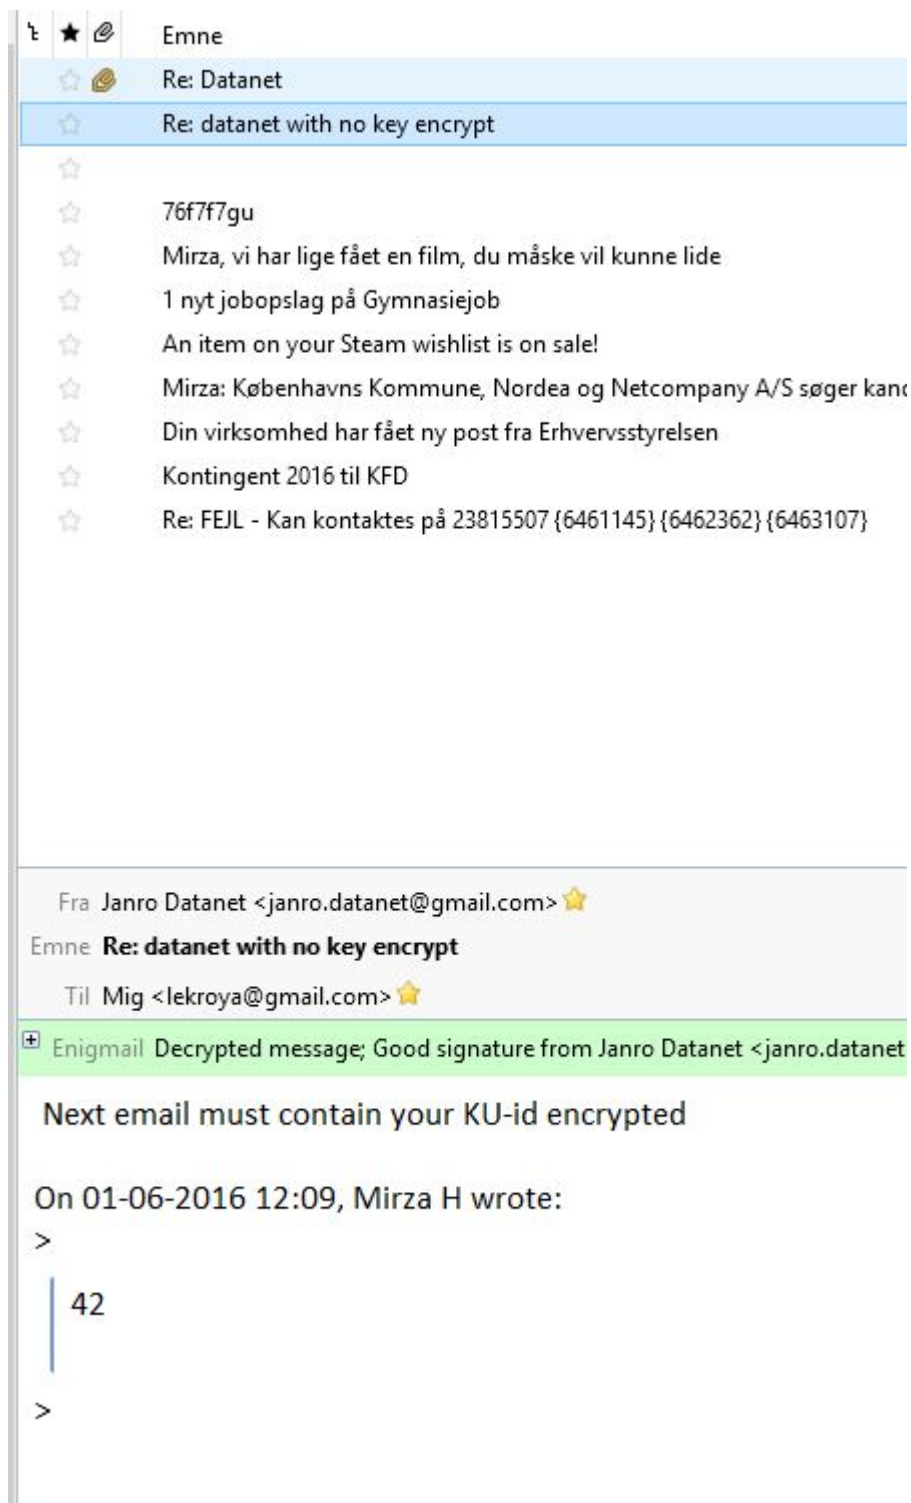 Emne
Re: Datanet
Re: datanet with no key encrypt
76f7f7gu
Mirza, vi har lige fået en film, du måske vil kunne lide
1 nyt jobopslag på Gymnasiejob
An item on your Steam wishlist is on sale!
Mirza: Københavns Kommune, Nordea og Netcompany A/S søger kand
Din virksomhed har fået ny post fra Erhvervsstyrelsen
Kontingent 2016 til KFD
Re: FEJL - Kan kontaktes på 23815507 {6461145} {6462362} {6463107}
Fra Janro Datanet <janro.datanet@gmail.com>
Emne Re: datanet with no key encrypt
Til Mig <lekroya@gmail.com>
Enigmail Decrypted message; Good signature from Janro Datanet <janro.datanet
Next email must contain your KU-id encrypted
On 01-06-2016 12:09, Mirza H wrote:
>
42
>